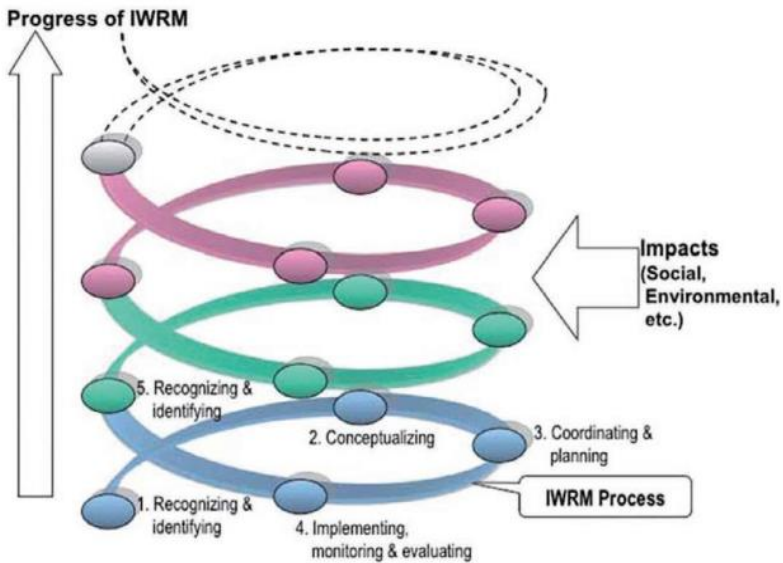 Progress of IWRM
Impacts
(Social,
Environmental,
etc.)
5. Recognizing &
identifying
2. Conceptualizing
3. Coordinating &
planning
1. Recognizing &
identifying
4. Implementing,
monitoring & evaluating
IWRM Process